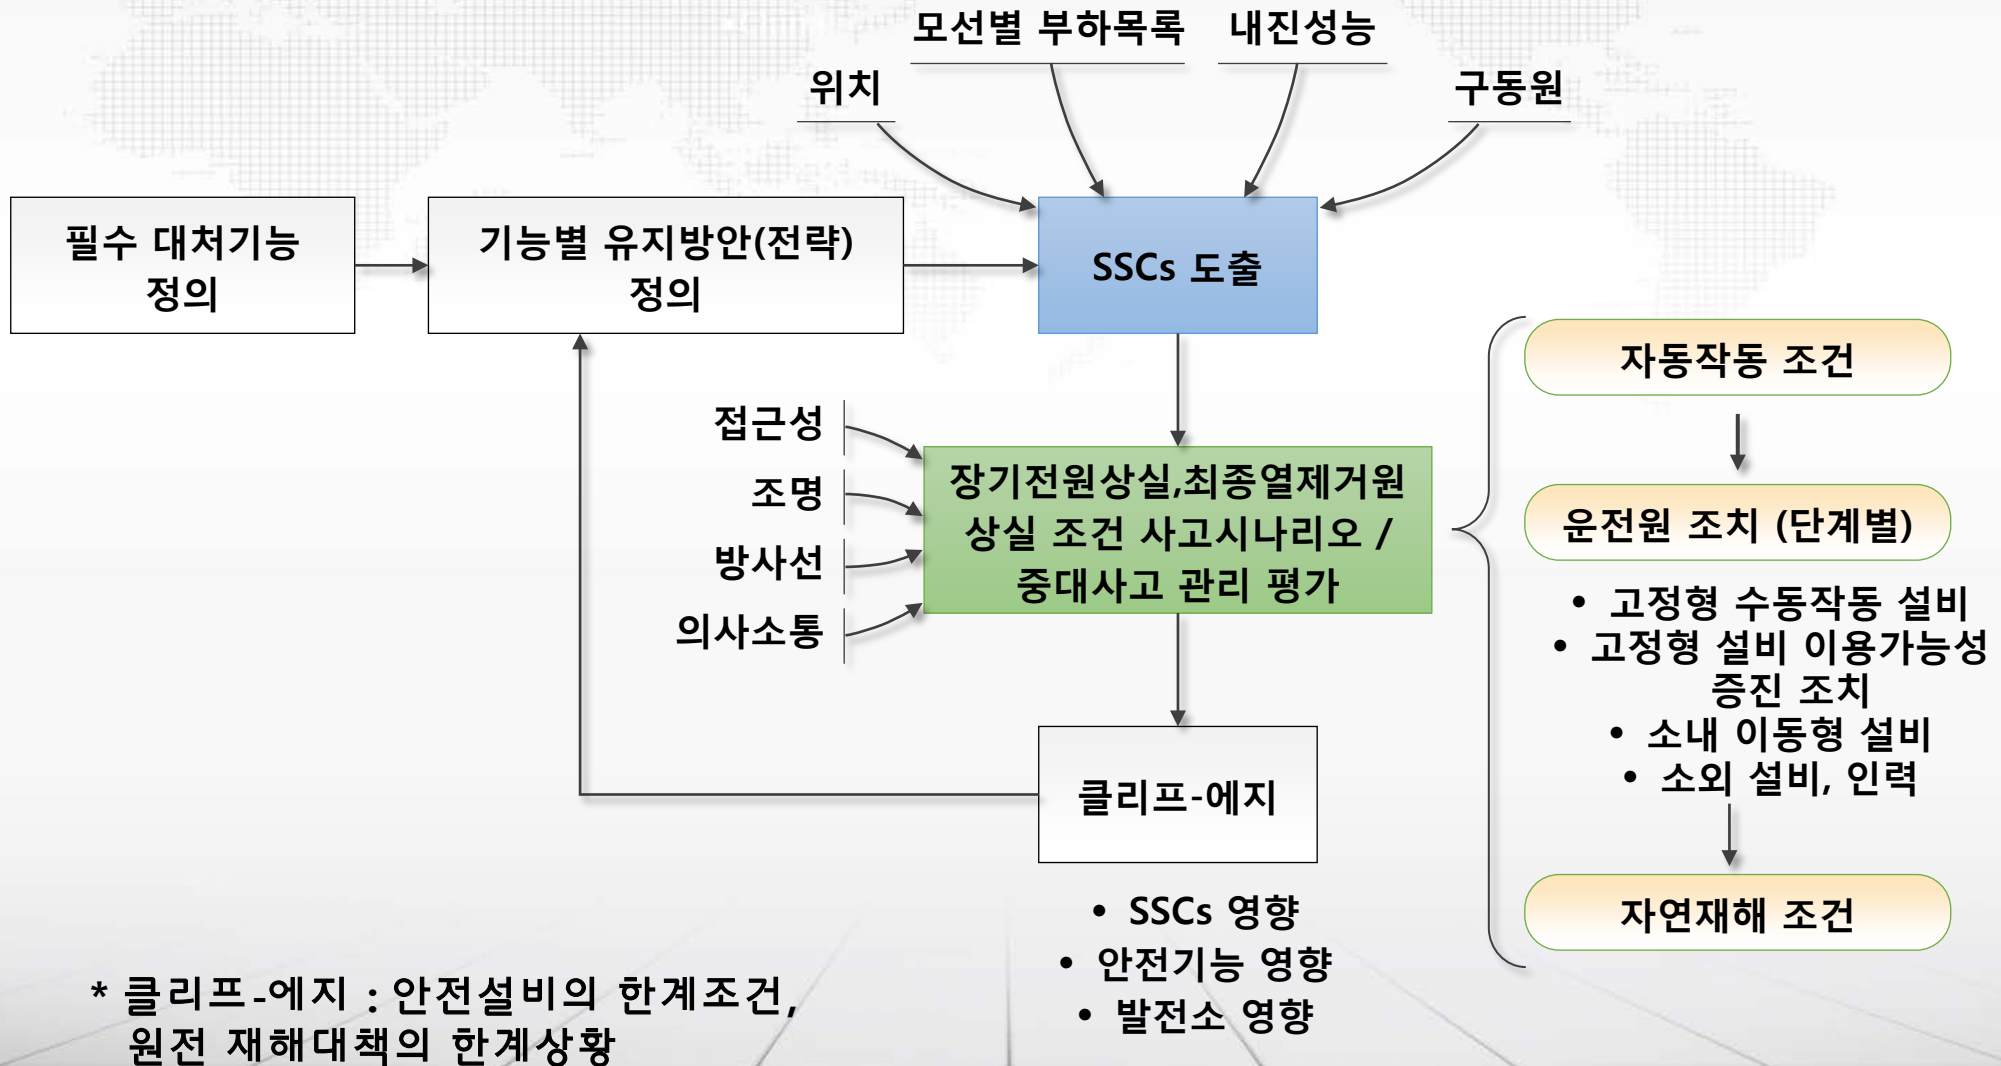 모선별 부하목록
내진성능
위치
구동원
필수 대처기능
정의
기능별 유지방안(전략)
정의
SSCs 도출
접근성
조명
방사선
의사소통
장기전원상실,최종열제거원
상실 조건 사고시나리오 /
중대사고 관리 평가
클리프-에지
• SSCs 영향
• 안전기능 영향
• 발전소 영향
자동작동 조건
운전원 조치 (단계별)
• 고정형 수동작동 설비
• 고정형 설비 이용가능성
증진 조치
• 소내 이동형 설비
• 소외 설비, 인력
자연재해 조건
* 클리프-에지 : 안전설비의 한계조건,
원전 재해대책의 한계상황